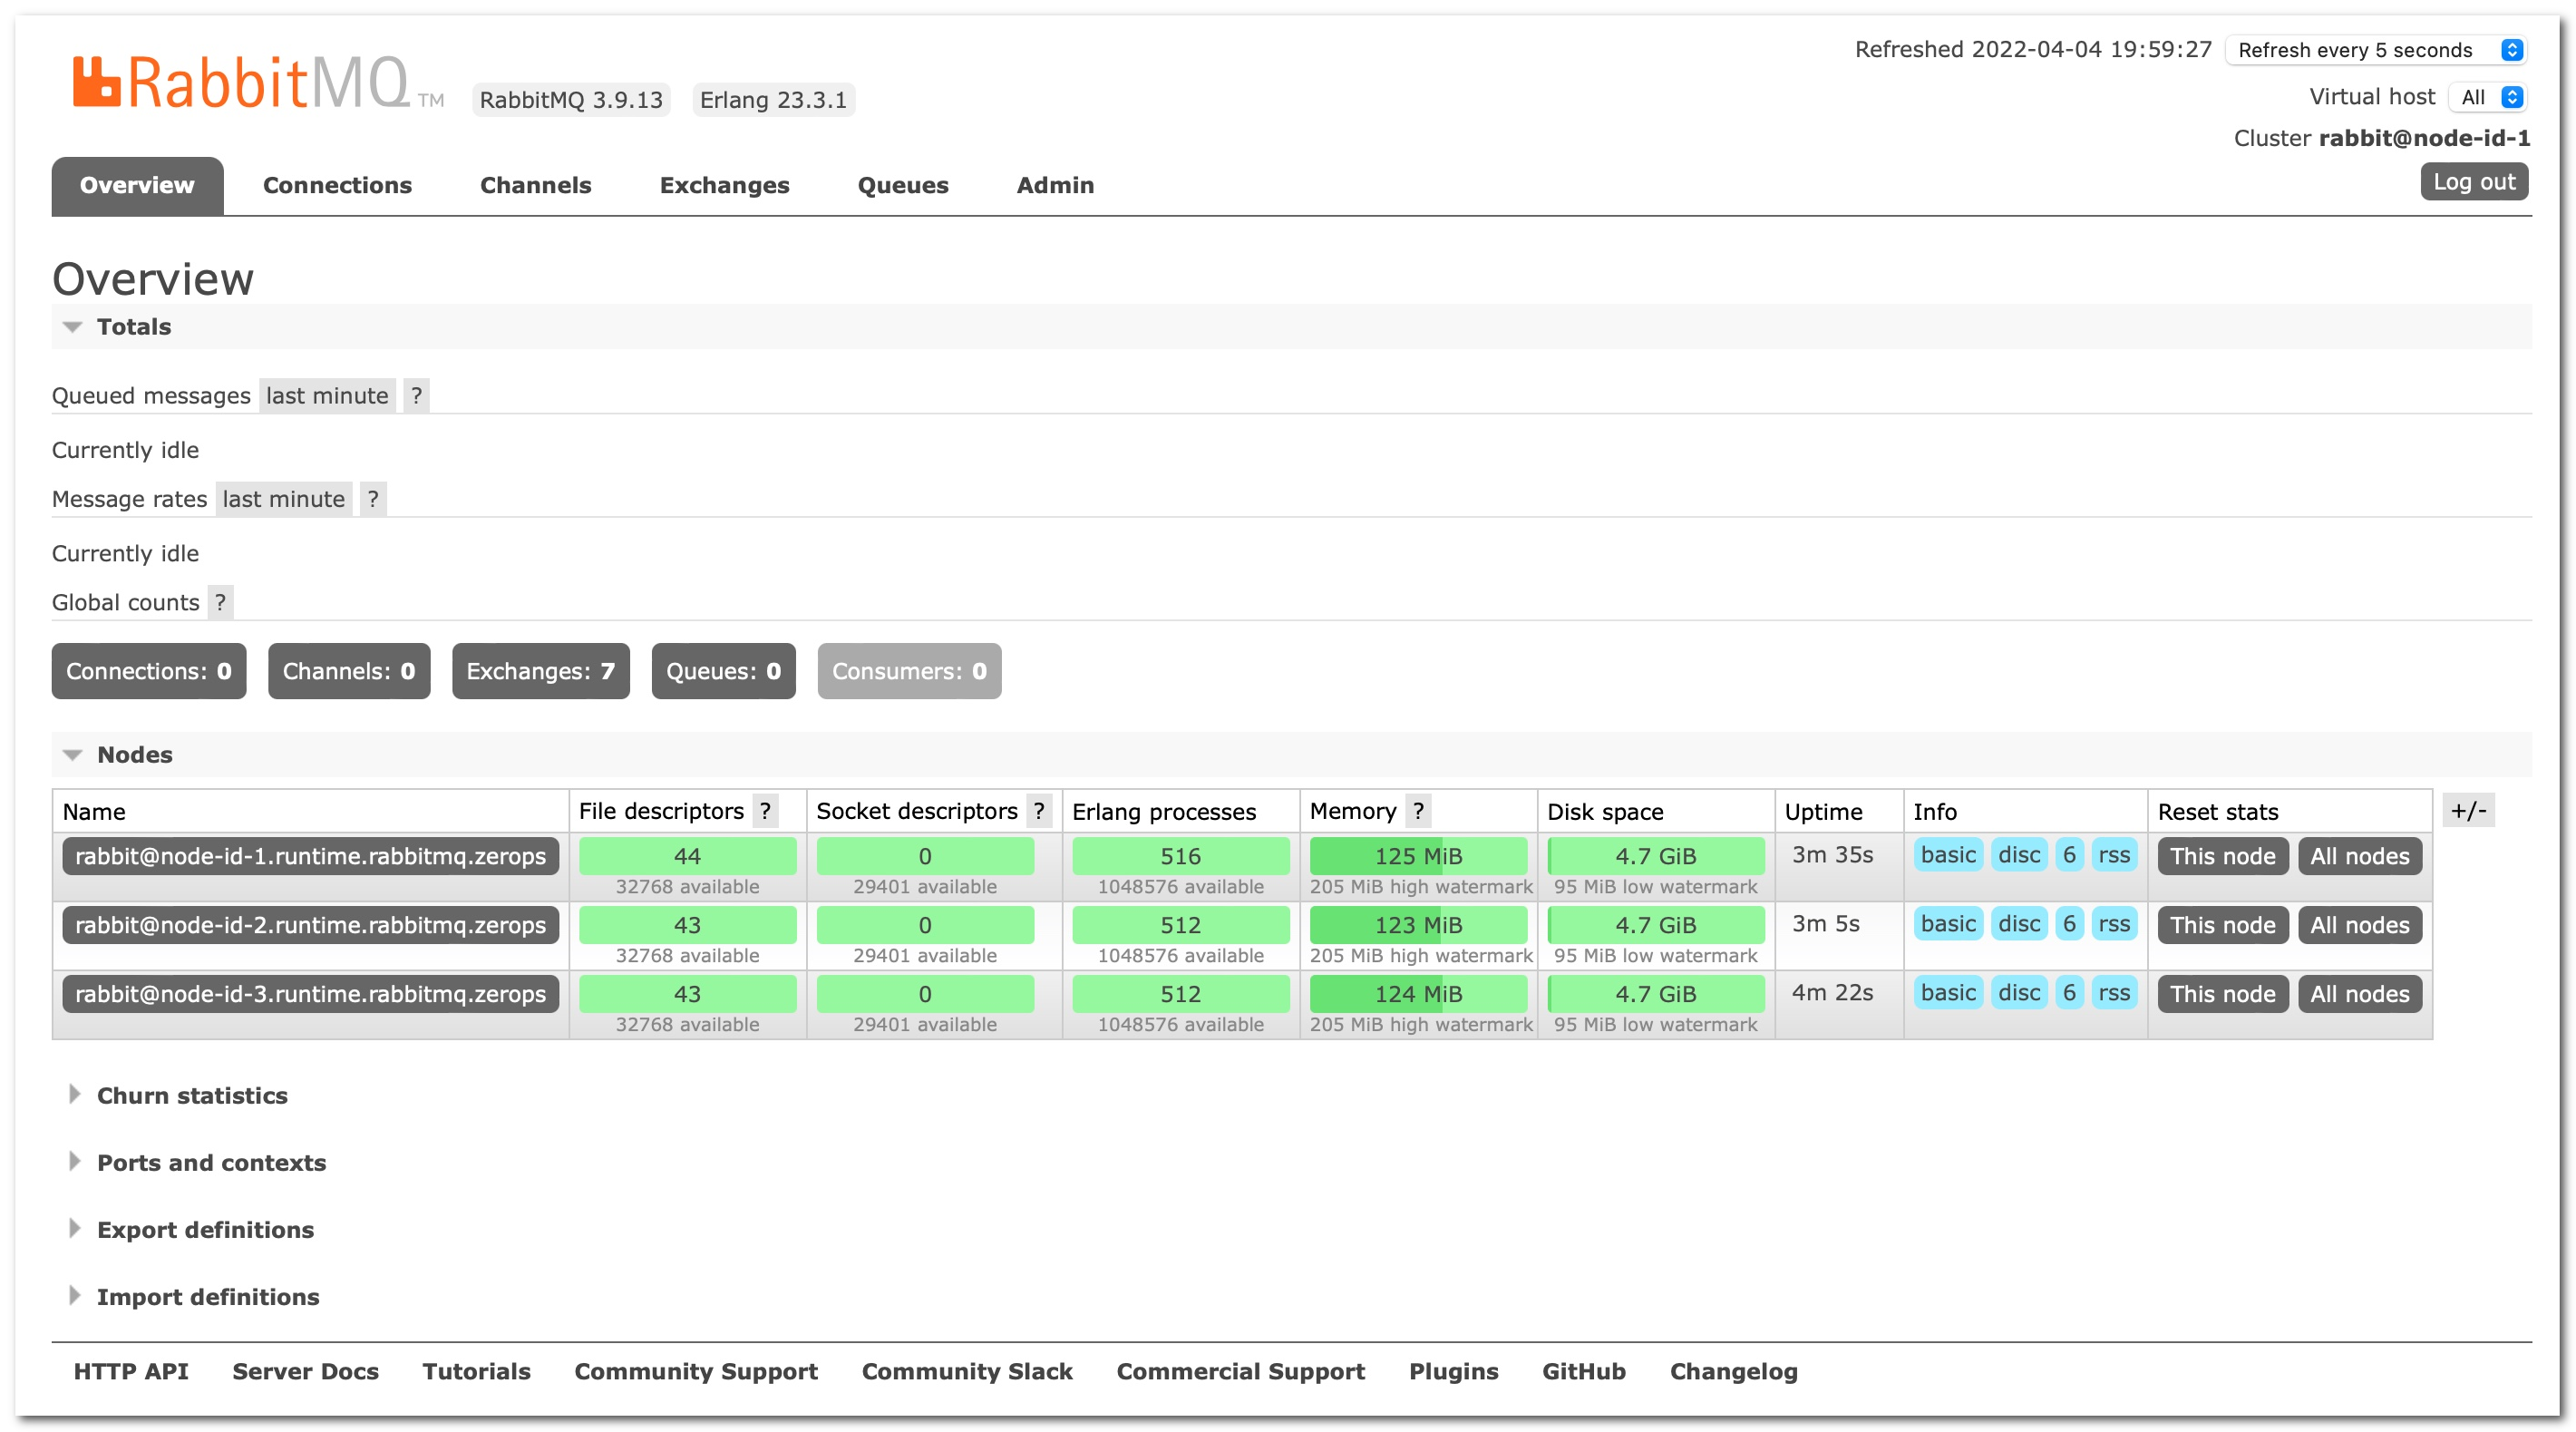 Refreshed 2022-04-04 19:59:27 Refresh every 5 seconds
RabbitMQ TM RabbitMQ 3.9.13 Erlang 23.3.1
Virtual host All
Cluster rabbit@node-id-1
Overview Connections Channels Exchanges Queues Admin Log out
Overview
Totals
Queued messages last minute ?
Currently idle
Message rates last minute ?
Currently idle
Global counts ?
Connections: 0 Channels: 0 Exchanges: 7 Queues: 0 Consumers: 0
Nodes
Name File descriptors ? Socket descriptors ? Erlang processes Memory ? Disk space Uptime Info Reset stats +/-
rabbit@node-id-1.runtime.rabbitmq.zerops 44 0 516 125 MiB 4.7 GiB 3m 35s basic disc 6 rss This node All nodes
32768 available 29401 available 1048576 available 205 MiB high watermark 95 MiB low watermark
rabbit@node-id-2.runtime.rabbitmq.zerops 43 0 512 123 MiB 4.7 GiB 3m 5s basic disc 6 rss This node All nodes
32768 available 29401 available 1048576 available 205 MiB high watermark 95 MiB low watermark
rabbit@node-id-3.runtime.rabbitmq.zerops 43 0 512 124 MiB 4.7 GiB 4m 22s basic disc 6 rss This node All nodes
32768 available 29401 available 1048576 available 205 MiB high watermark 95 MiB low watermark
Churn statistics
Ports and contexts
Export definitions
Import definitions
HTTP API Server Docs Tutorials Community Support Community Slack Commercial Support Plugins GitHub Changelog